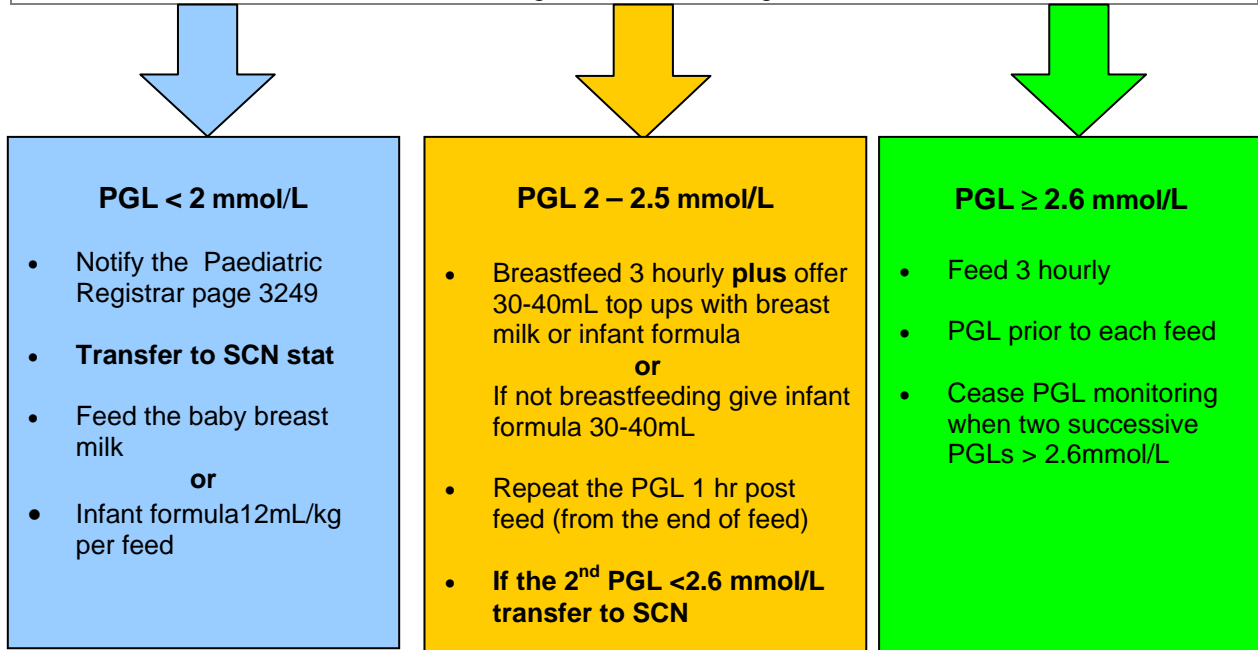 PGL < 2 mmol/L
• Notify the Paediatric
Registrar page 3249
• Transfer to SCN stat
• Feed the baby breast
milk
or
• Infant formula12mL/kg
per feed
PGL 2 – 2.5 mmol/L
• Breastfeed 3 hourly plus offer
30-40mL top ups with breast
milk or infant formula
or
If not breastfeeding give infant
formula 30-40mL
• Repeat the PGL 1 hr post
feed (from the end of feed)
• If the 2nd PGL <2.6 mmol/L
transfer to SCN
PGL ≥ 2.6 mmol/L
• Feed 3 hourly
• PGL prior to each feed
• Cease PGL monitoring
when two successive
PGLs > 2.6mmol/L